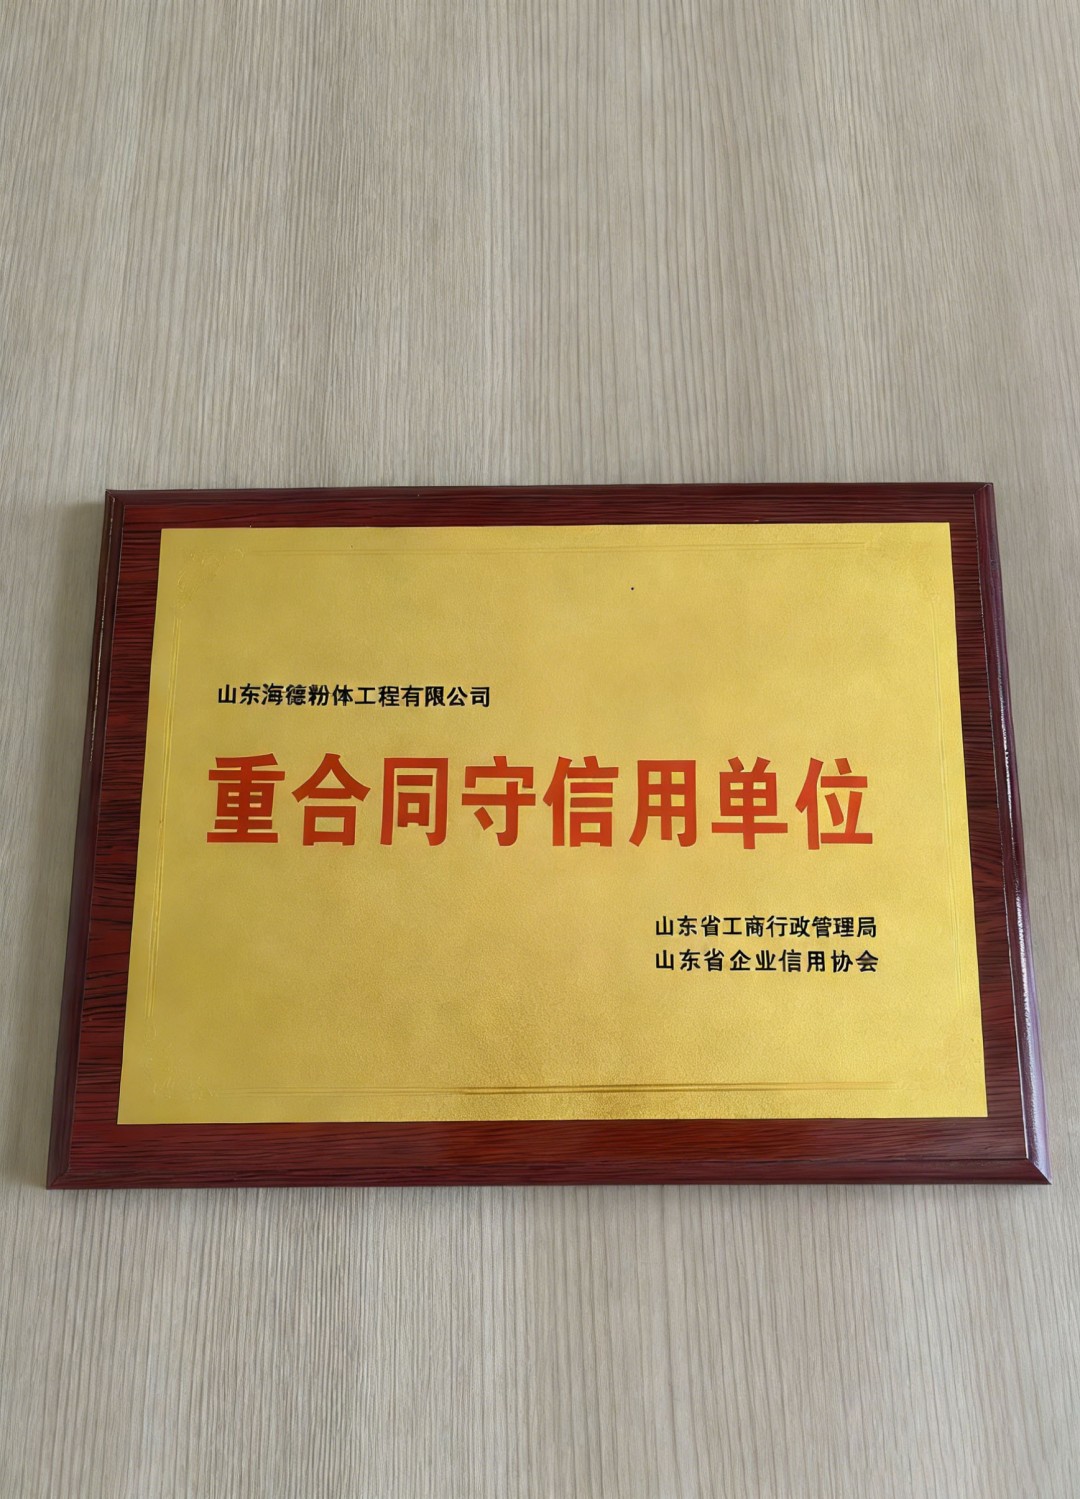 山东海德粉体工程有限公司
重合同守信用单位
山东省工商行政管理局
山东省企业信用协会